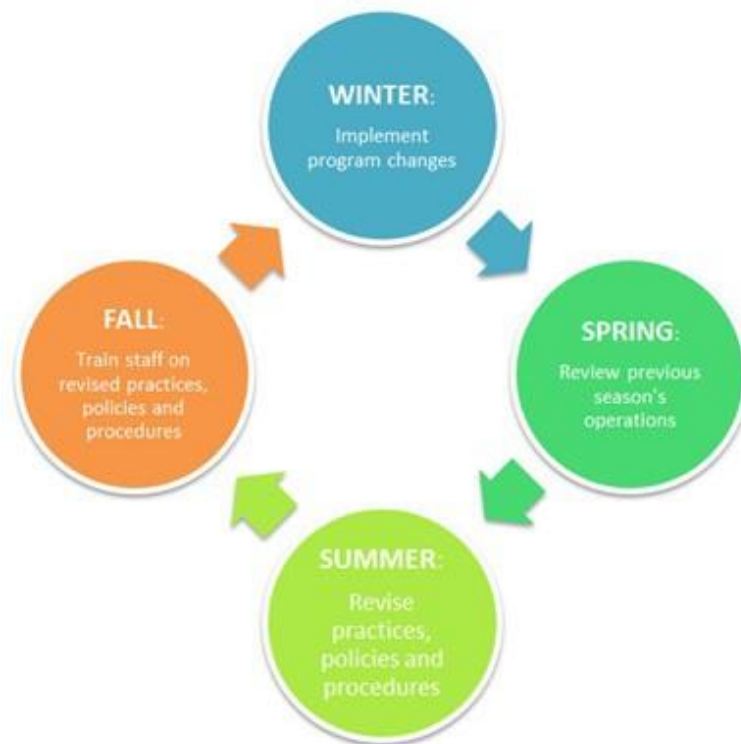 WINTER:
Implement
program changes
SPRING:
Review previous
season's
operations
SUMMER:
Revise
practices,
policies and
procedures
FALL:
Train staff on
revised practices,
policies and
procedures